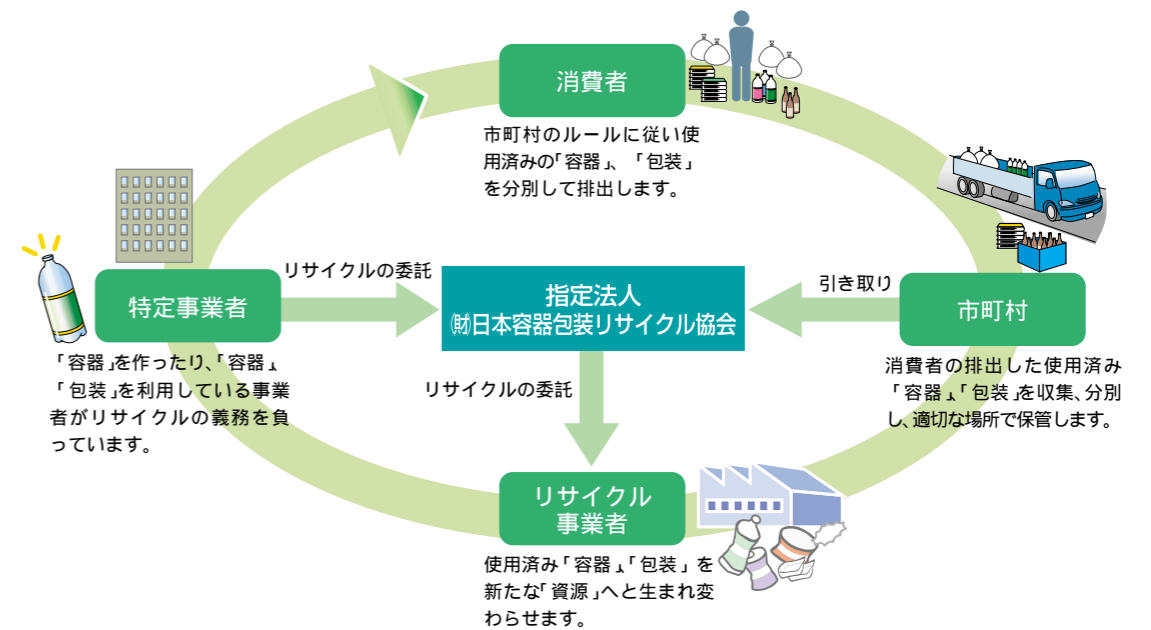 消費者
市町村のルールに従い使
用済みの「容器」、「包装」
を分別して排出します。
特定事業者
「容器」を作ったり、「容器」、
「包装」を利用している事業
者がリサイクルの義務を負
っています。
リサイクルの委託
指定法人
㈶日本容器包装リサイクル協会
引き取り
市町村
消費者の排出した使用済み
「容器」、「包装」を収集、分別
し、適切な場所で保管します。
リサイクルの委託
リサイクル
事業者
使用済み「容器」、「包装」を
新たな「資源」へと生まれ変
わらせます。